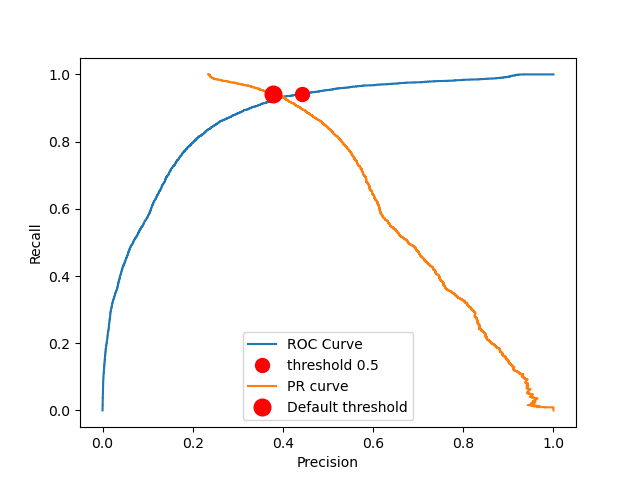 1.0
0.8
0.6
0.4
0.2
0.0
Recall
ROC Curve
threshold 0.5
PR curve
Default threshold
0.0 0.2 0.4 0.6 0.8 1.0
Precision